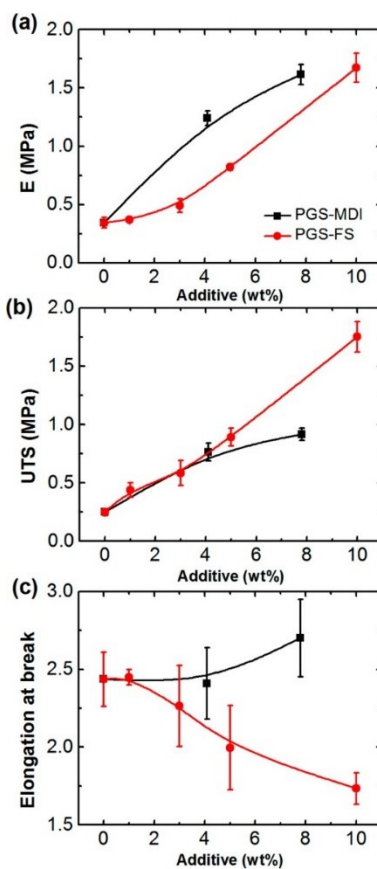 (a)
2.0
1.5
1.0
0.5
0.0
E (MPa)
PGS-MDI
PGS-FS
0 2 4 6 8 10
Additive (wt%)
(b)
2.0
1.5
1.0
0.5
0.0
UTS (MPa)
0 2 4 6 8 10
Additive (wt%)
(c)
3.0
2.5
2.0
1.5
Elongation at break
0 2 4 6 8 10
Additive (wt%)